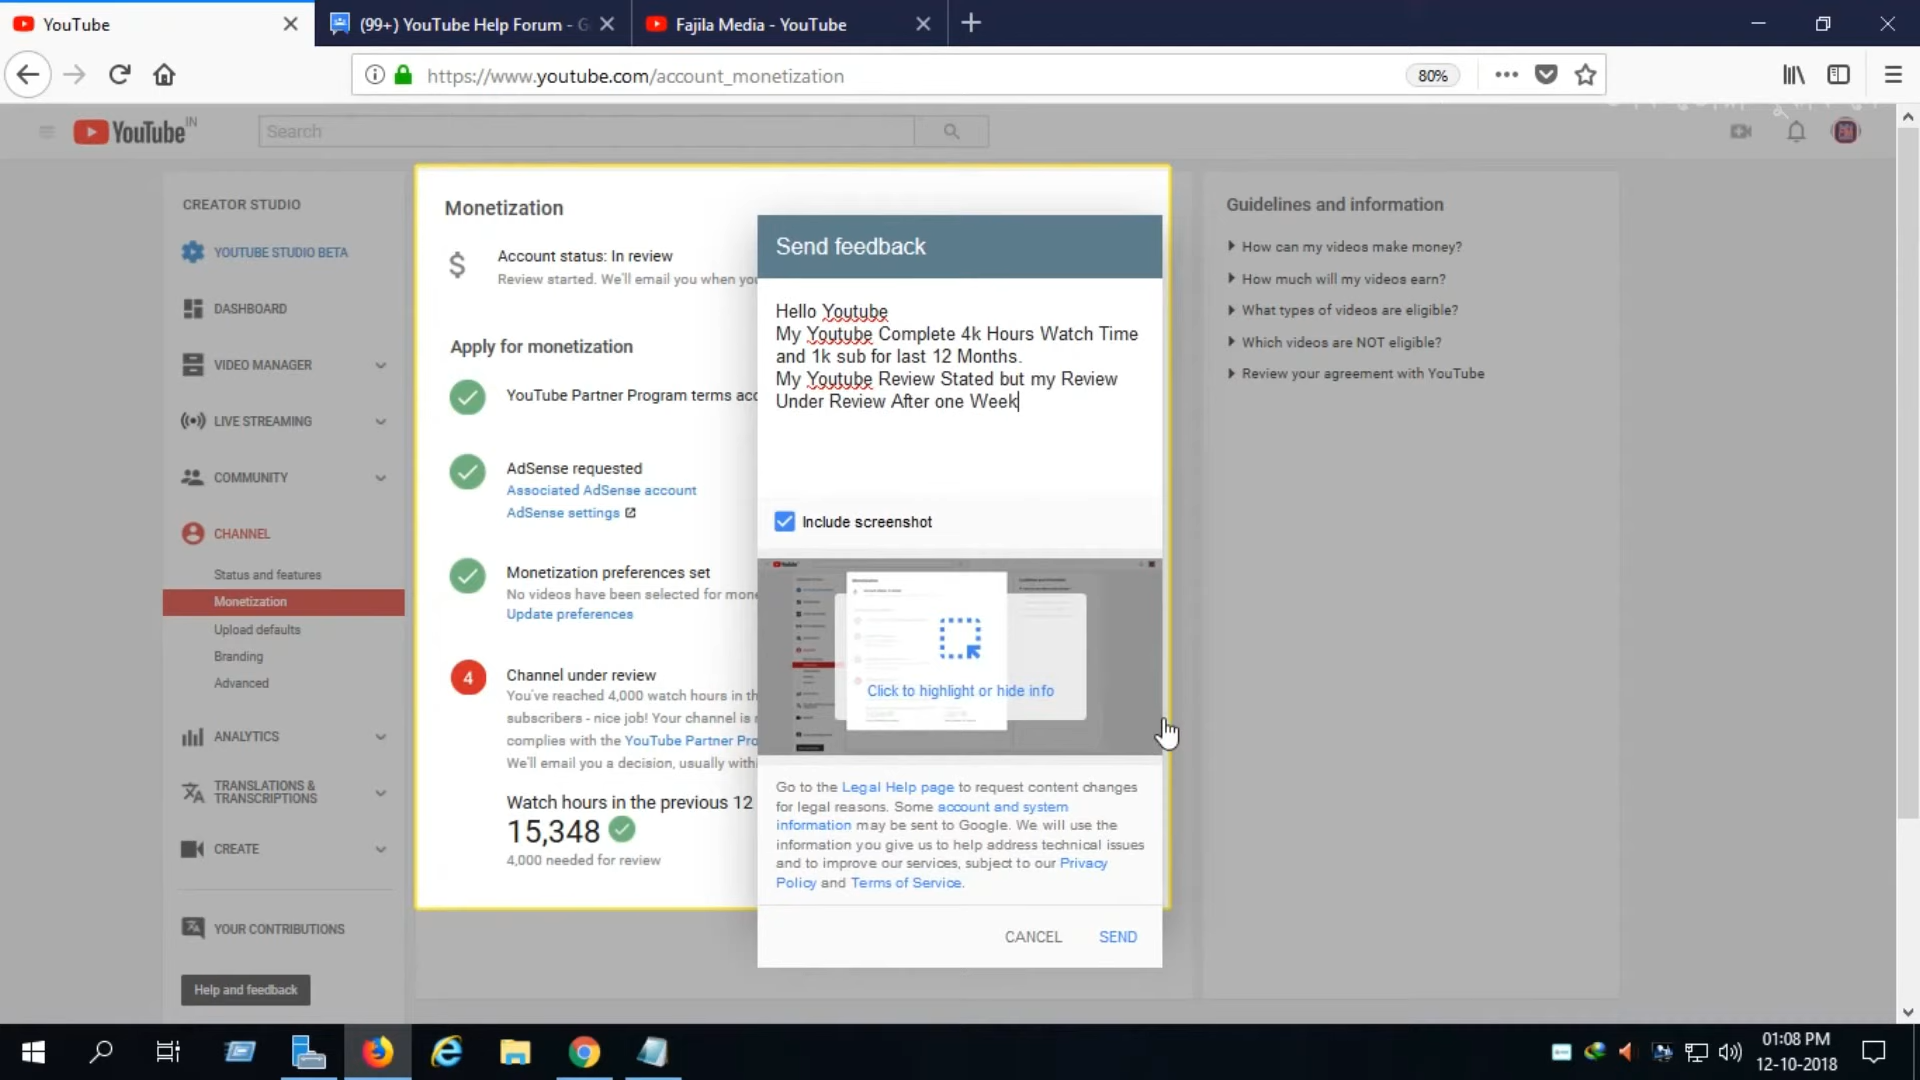 YouTube
(99+) YouTube Help Forum - G
Fajila Media - YouTube
https://www.youtube.com/account_monetization
80%
YouTube IN
Search
CREATOR STUDIO
YOUTUBE STUDIO BETA
DASHBOARD
VIDEO MANAGER
LIVE STREAMING
COMMUNITY
CHANNEL
Status and features
Monetization
Upload defaults
Branding
Advanced
ANALYTICS
TRANSLATIONS &
TRANSCRIPTIONS
CREATE
YOUR CONTRIBUTIONS
Help and feedback
Monetization
Account status: In review
Review started. We'll email you when you
Apply for monetization
YouTube Partner Program terms acc
AdSense requested
Associated AdSense account
AdSense settings
Monetization preferences set
No videos have been selected for mone
Update preferences
4
Channel under review
You've reached 4,000 watch hours in th
subscribers - nice job! Your channel is
complies with the YouTube Partner Pro
We'll email you a decision, usually with
Watch hours in the previous 12
15,348
4,000 needed for review
Send feedback
Hello Youtube
My Youtube Complete 4k Hours Watch Time
and 1k sub for last 12 Months.
My Youtube Review Stated but my Review
Under Review After one Week
Include screenshot
Click to highlight or hide info
Go to the Legal Help page to request content changes
for legal reasons. Some account and system
information may be sent to Google. We will use the
information you give us to help address technical issues
and to improve our services, subject to our Privacy
Policy and Terms of Service.
CANCEL
SEND
Guidelines and information
How can my videos make money?
How much will my videos earn?
What types of videos are eligible?
Which videos are NOT eligible?
Review your agreement with YouTube
01:08 PM
12-10-2018